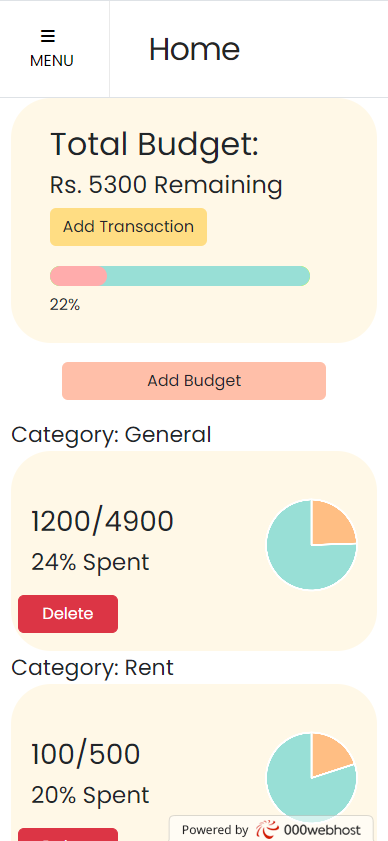 MENU
Home
Total Budget:
Rs. 5300 Remaining
Add Transaction
22%
Add Budget
Category: General
1200/4900
24% Spent
Delete
Category: Rent
100/500
20% Spent
Powered by 000webhost